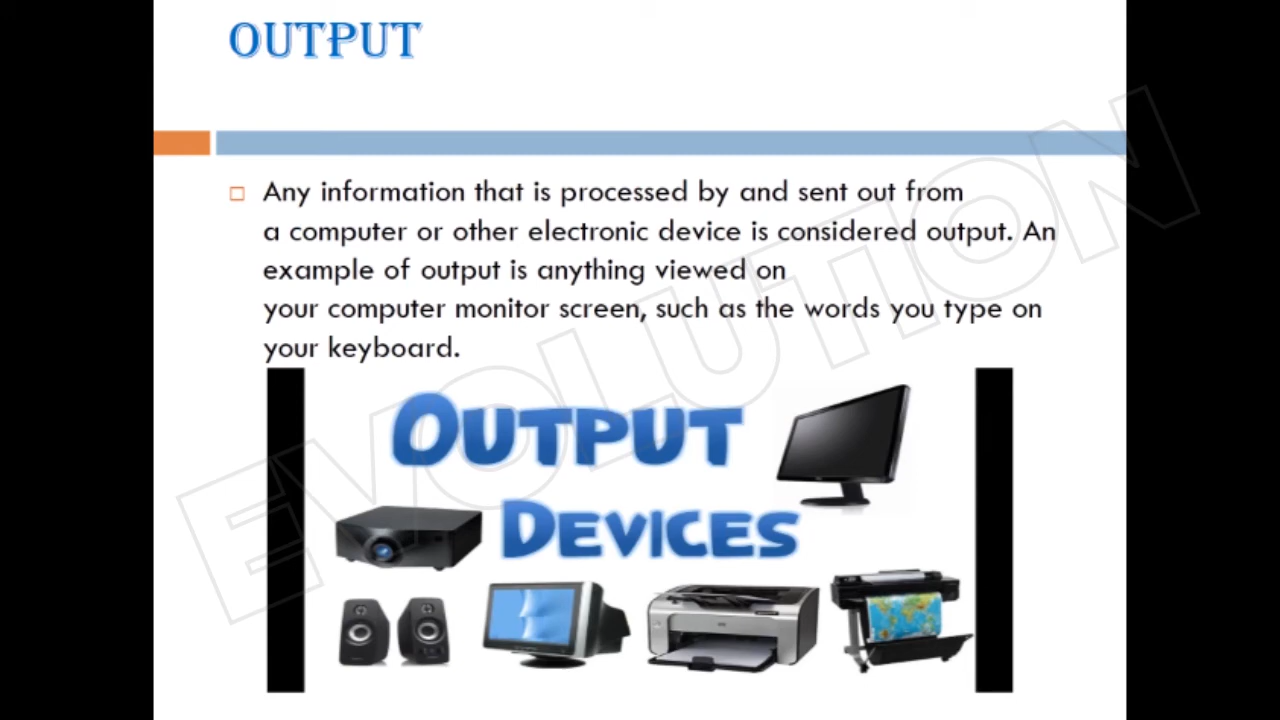 OUTPUT
Any information that is processed by and sent out from
a computer or other electronic device is considered output. An
example of output is anything viewed on
your computer monitor screen, such as the words you type on
your keyboard.
OUTPUT
DEVICES
EVOLUTION